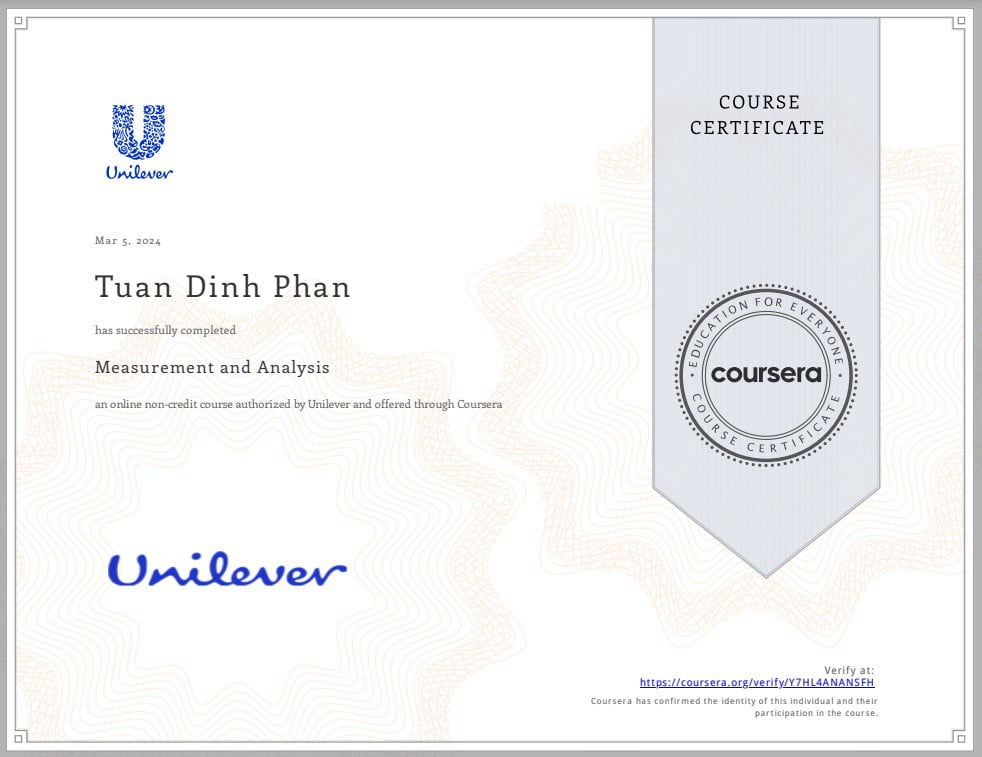 COURSE
CERTIFICATE
Unilever
Mar 5, 2024
Tuan Dinh Phan
has successfully completed
Measurement and Analysis
an online non-credit course authorized by Unilever and offered through Coursera
EDUCATION FOR EVERYONE
coursera
COURSE CERTIFICATE
Unilever
Verify at:
https://coursera.org/verify/Y7HL4ANANSFH
Coursera has confirmed the identity of this individual and their
participation in the course.